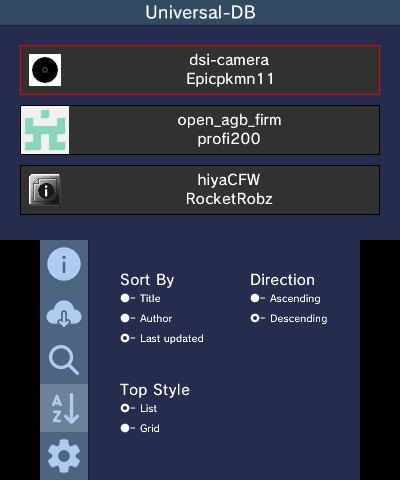 Universal-DB
dsi-camera
Epicpkmn11
open_agb_firm
profi200
hiyaCFW
RocketRobz
Sort By
Title
Author
Last updated
Direction
Ascending
Descending
Top Style
List
Grid